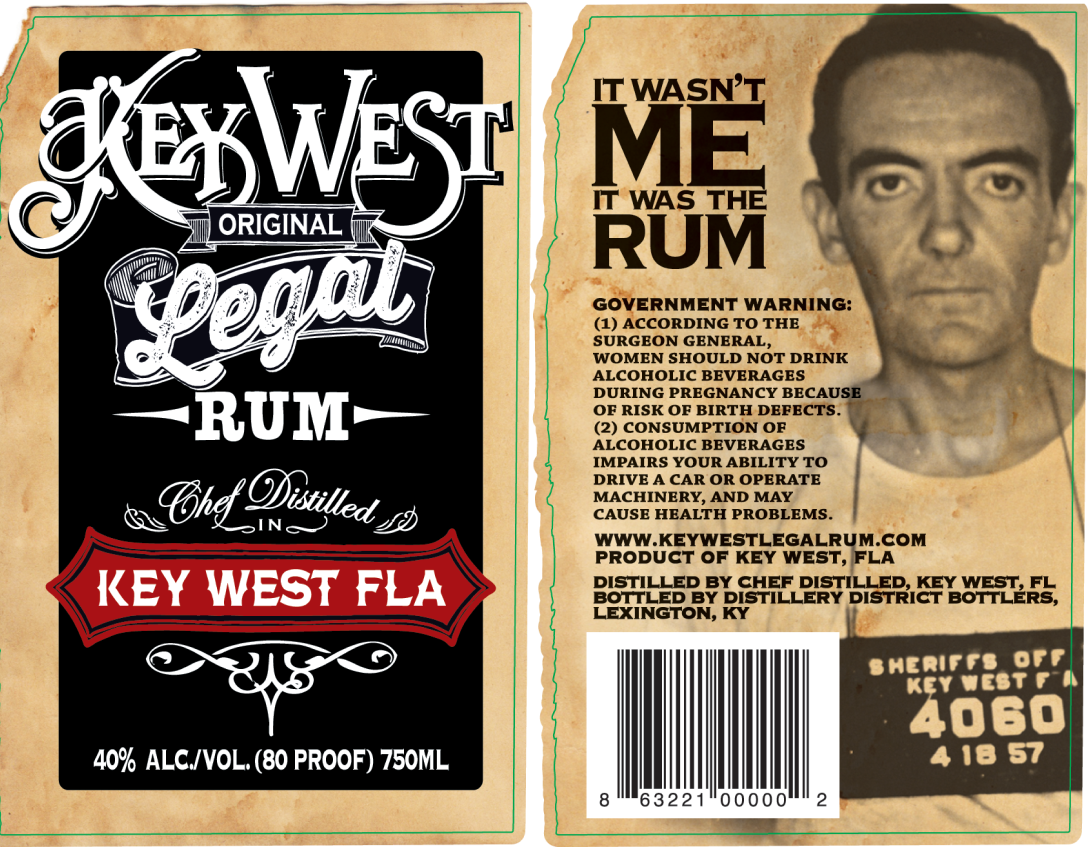 KEY WEST
ORIGINAL
Legal
RUM
Chef Distilled
IN
KEY WEST FLA
40% ALC./VOL. (80 PROOF) 750ML
IT WASN'T
ME
IT WAS THE
RUM
GOVERNMENT WARNING:
(1) ACCORDING TO THE
SURGEON GENERAL,
WOMEN SHOULD NOT DRINK
ALCOHOLIC BEVERAGES
DURING PREGNANCY BECAUSE
OF RISK OF BIRTH DEFECTS.
(2) CONSUMPTION OF
ALCOHOLIC BEVERAGES
IMPAIRS YOUR ABILITY TO
DRIVE A CAR OR OPERATE
MACHINERY, AND MAY
CAUSE HEALTH PROBLEMS.
WWW.KEYWESTLEGALRUM.COM
PRODUCT OF KEY WEST, FLA
DISTILLED BY CHEF DISTILLED, KEY WEST, FL
BOTTLED BY DISTILLERY DISTRICT BOTTLERS,
LEXINGTON, KY
SHERIFFS OFF
KEY WEST F A
4060
4 18 57
8 63221 00000 2